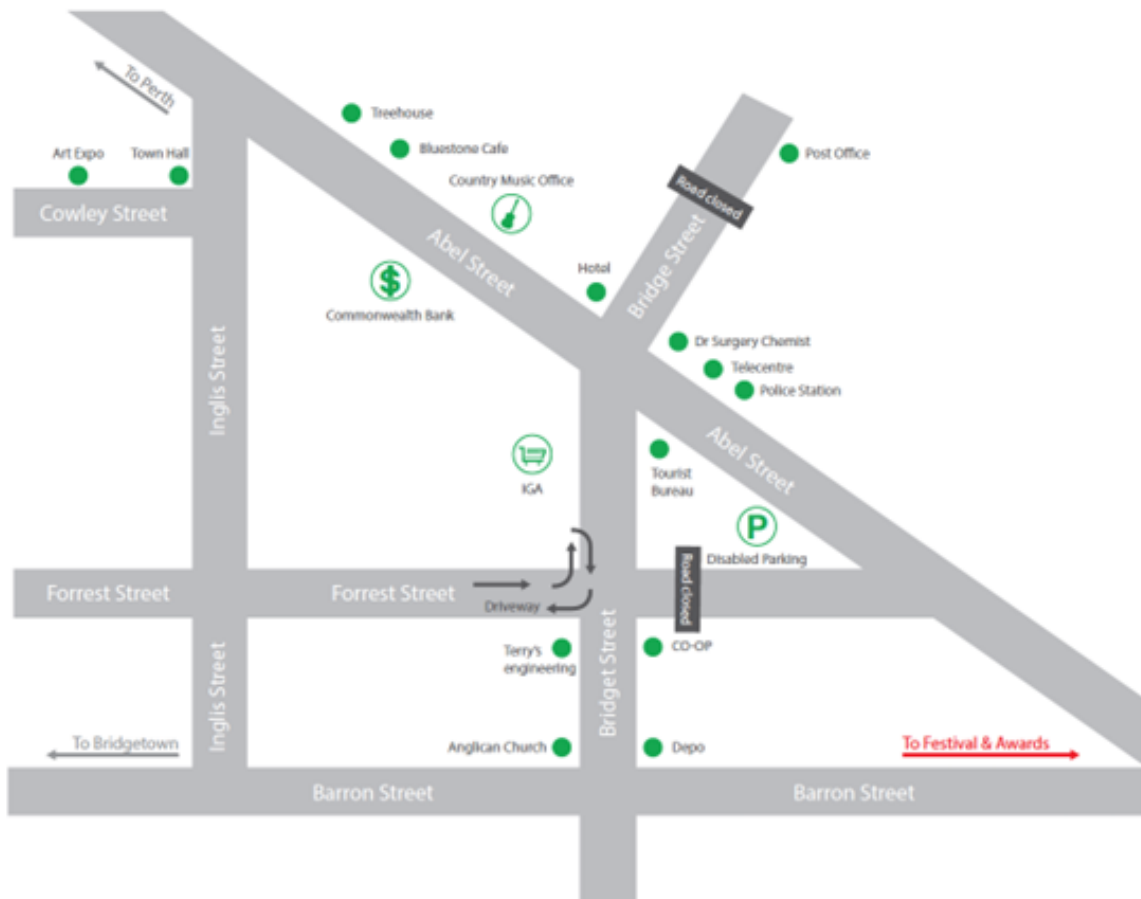 To Perth
Treehouse
Art Expo
Town Hall
Bluestone Cafe
Post Office
Country Music Office
Road closed
Cowley Street
Abel Street
Bridge Street
Hotel
$
Commonwealth Bank
Dr Surgery Chemist
Telecentre
Police Station
Inglis Street
Abel Street
IGA
Tourist
Bureau
P
Disabled Parking
Road closed
Forrest Street
Forrest Street
Driveway
Terry's
engineering
CO-OP
Bridget Street
Inglis Street
To Bridgetown
Anglican Church
Depo
To Festival & Awards
Barron Street
Barron Street